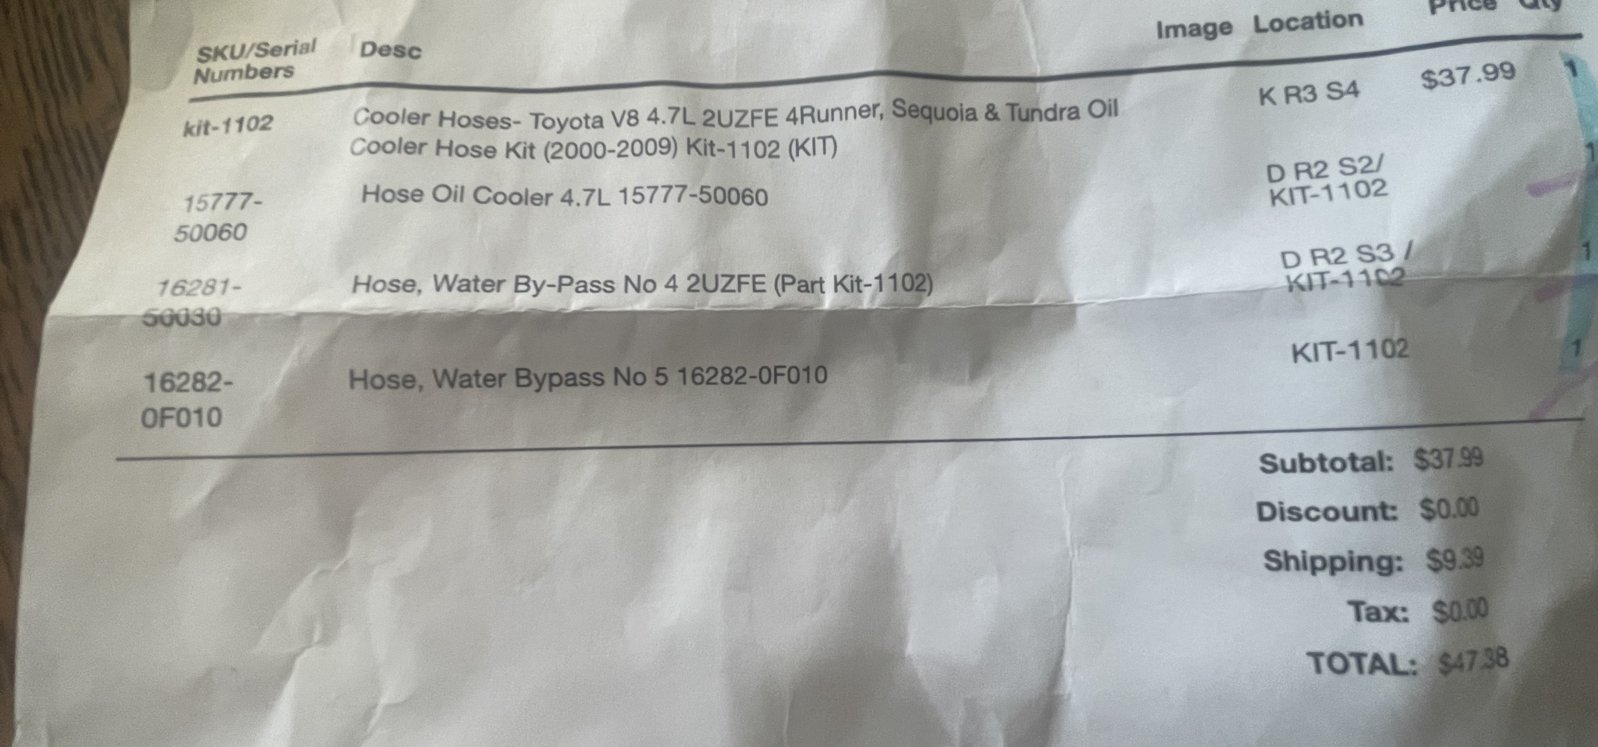 Image Location Price Qty
SKU/Serial Desc
Numbers
kit-1102 Cooler Hoses- Toyota V8 4.7L 2UZFE 4Runner, Sequoia & Tundra Oil K R3 S4 $37.99 1
Cooler Hose Kit (2000-2009) Kit-1102 (KIT)
15777- Hose Oil Cooler 4.7L 15777-50060 D R2 S2/ 1
50060 KIT-1102
16281- Hose, Water By-Pass No 4 2UZFE (Part Kit-1102) D R2 S3 / 1
50030 KIT-1102
16282- Hose, Water Bypass No 5 16282-0F010 KIT-1102 1
0F010
Subtotal: $37.99
Discount: $0.00
Shipping: $9.39
Tax: $0.00
TOTAL: $47.38